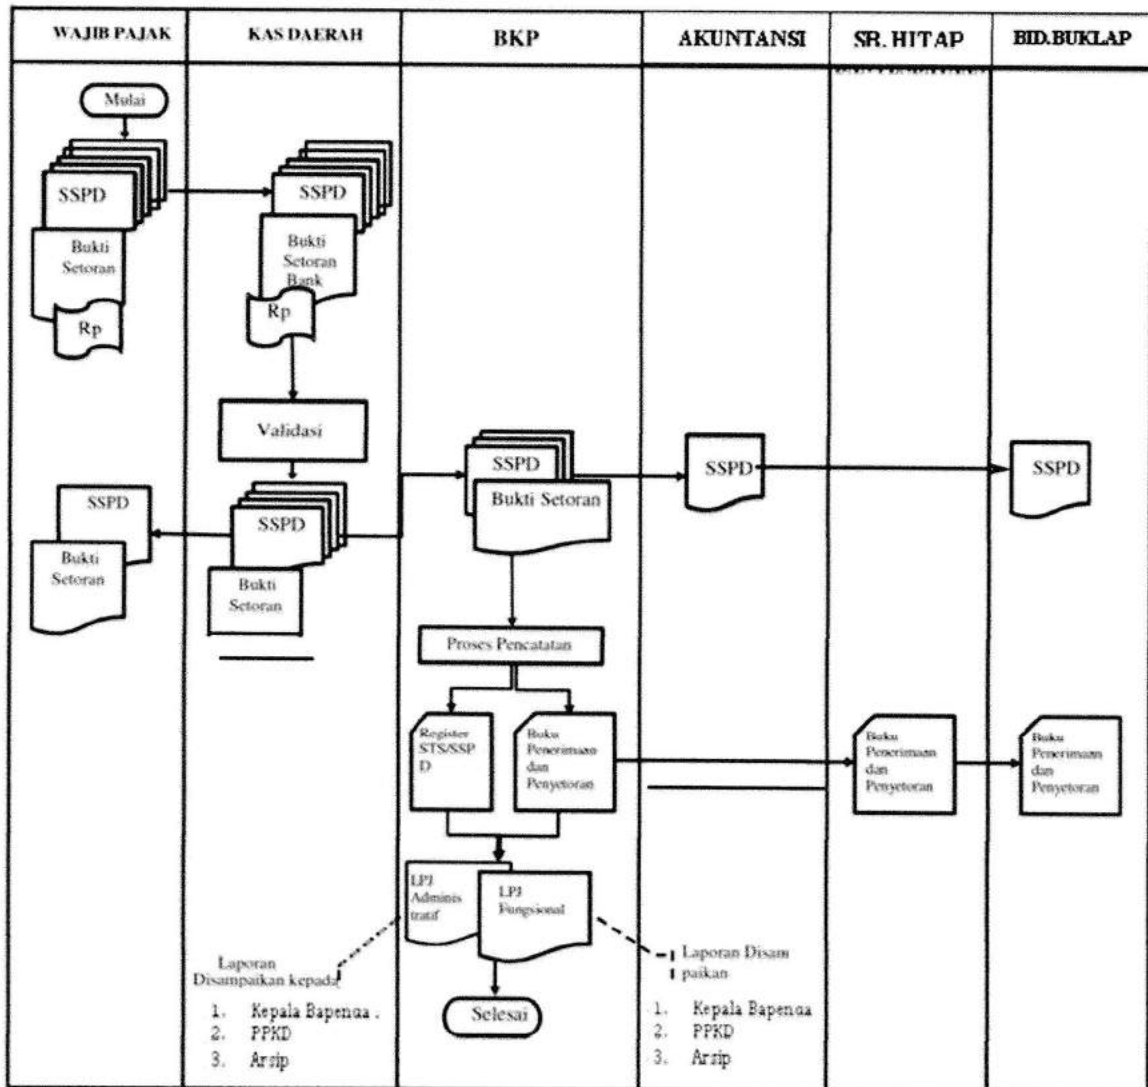 WAJIB PAJAK
KAS DAERAH
BKP
AKUNTANSI
SB. HITAP
BID.BUKLAP
Mulai
SSPD
Bukti
Setoran
Rp
SSPD
Bukti
Setoran
Bank
Rp
Validasi
SSPD
Bukti
Setoran
SSPD
Bukti
Setoran
SSPD
Bukti Setoran
SSPD
SSPD
Proses Pencatatan
Register
STS/SSP
D
Buku
Penerimaan
dan
Penyetoran
Buku
Penerimaan
dan
Penyetoran
Buku
Penerimaan
dan
Penyetoran
LPJ
Adminis
tratif
LPJ
Fungsional
Laporan
Disampaikan kepada
1. Kepala Bapenda .
2. PPKD
3. Arsip
Selesai
Laporan Disam
paikan
1. Kepala Bapenda
2. PPKD
3. Arsip